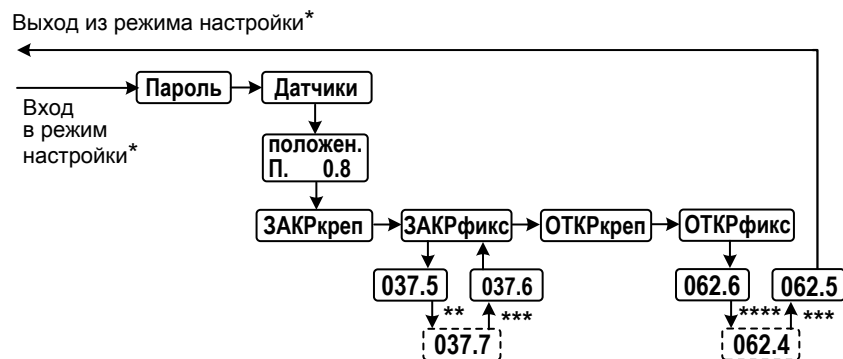 Выход из режима настройки*
Пароль Датчики
Вход
в режим
настройки*
положен.
П. 0.8
ЗАКРкреп ЗАКРфикс ОТКРкреп ОТКРфикс
037.5 037.6 062.6 062.5
** *** **** ***
037.7 062.4